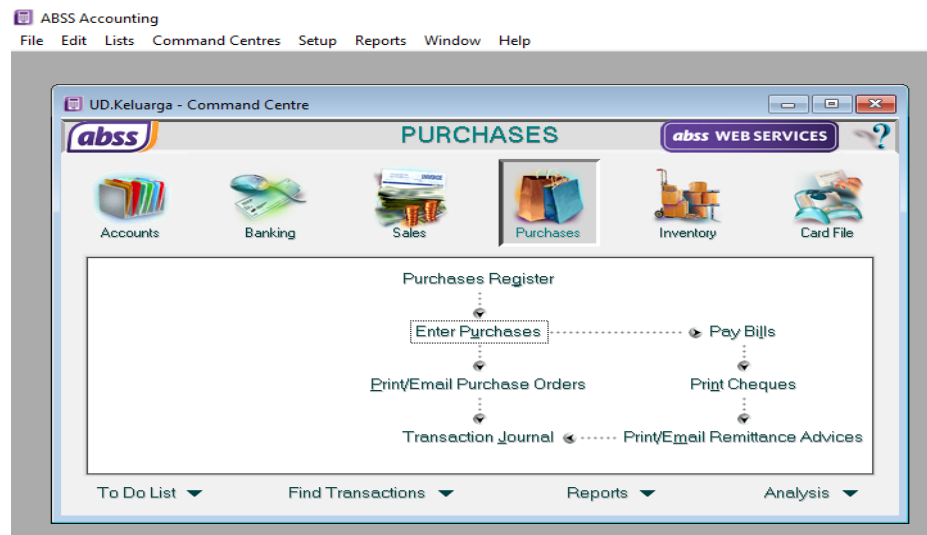 ABSS Accounting
File Edit Lists Command Centres Setup Reports Window Help
UD.Keluarga - Command Centre
abss PURCHASES abss WEB SERVICES ?
Accounts Banking Sales Purchases Inventory Card File
INVOICE
Purchases Register
Enter Purchases Pay Bills
Print/Email Purchase Orders Print Cheques
Transaction Journal Print/Email Remittance Advices
To Do List Find Transactions Reports Analysis